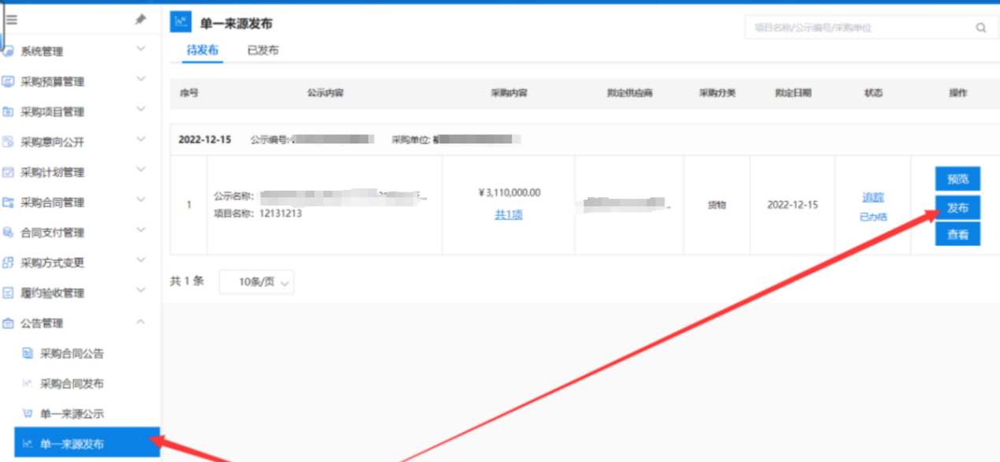 单一来源发布
项目名称/公示编号/采购单位
待发布 已发布
系统管理
采购预算管理
采购项目管理
采购意向公开
采购计划管理
采购合同管理
合同支付管理
采购方式变更
履约验收管理
公告管理
采购合同公告
采购合同发布
单一来源公示
单一来源发布
序号 公示内容 采购内容 拟定供应商 采购分类 拟定日期 状态 操作
2022-12-15 公示编号: 采购单位:
1
公示名称: ...
项目名称: 12131213
¥3,110,000.00
共1项
货物
2022-12-15
追踪
已办结
预览
发布
查看
共 1 条 10条/页